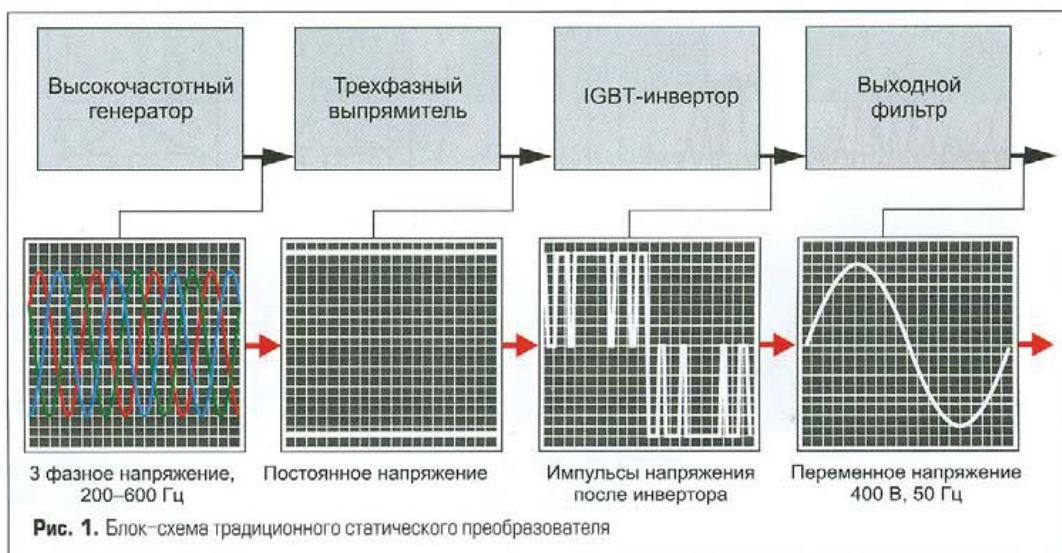 Высокочастотный
генератор
Трехфазный
выпрямитель
IGBT-инвертор
Выходной
фильтр
3 фазное напряжение,
200–600 Гц
Постоянное напряжение
Импульсы напряжения
после инвертора
Переменное напряжение
400 В, 50 Гц
Рис. 1. Блок-схема традиционного статического преобразователя